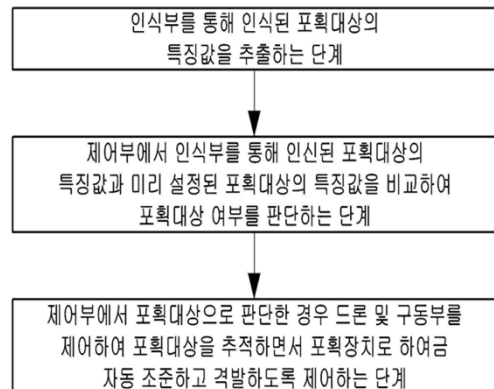 인식부를 통해 인식된 포획대상의
특징값을 추출하는 단계
제어부에서 인식부를 통해 인신된 포획대상의
특징값과 미리 설정된 포획대상의 특징값을 비교하여
포획대상 여부를 판단하는 단계
제어부에서 포획대상으로 판단한 경우 드론 및 구동부를
제어하여 포획대상을 추적하면서 포획장치로 하여금
자동 조준하고 격발하도록 제어하는 단계